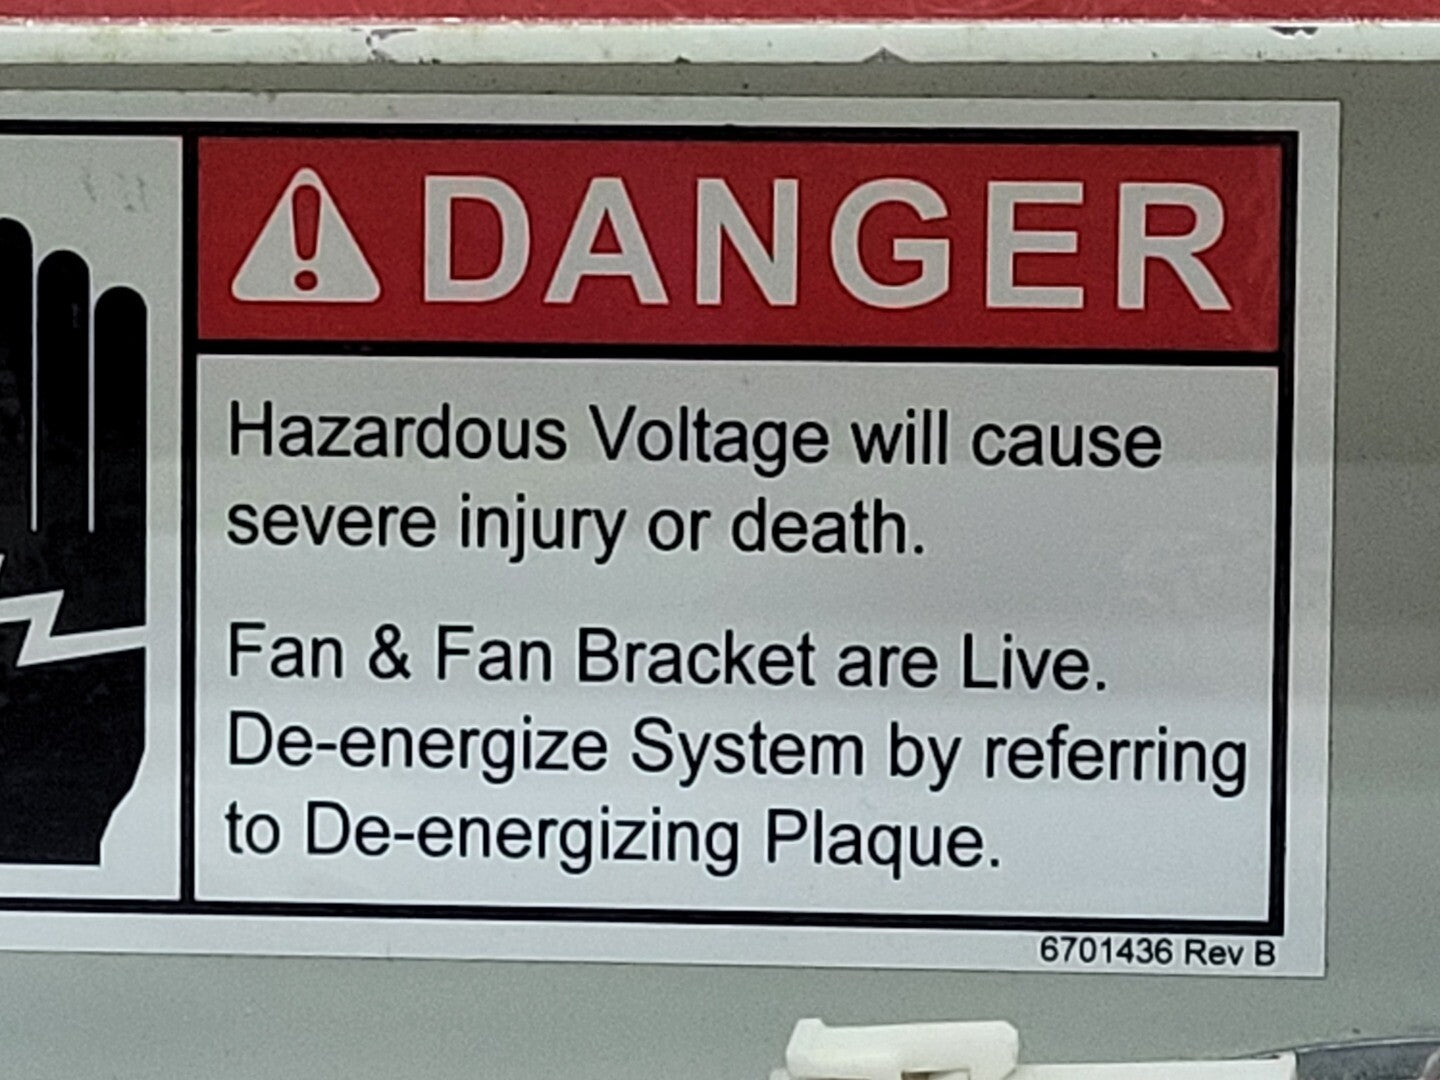 DANGER
Hazardous Voltage will cause
severe injury or death.
Fan & Fan Bracket are Live.
De-energize System by referring
to De-energizing Plaque.
6701436 Rev B